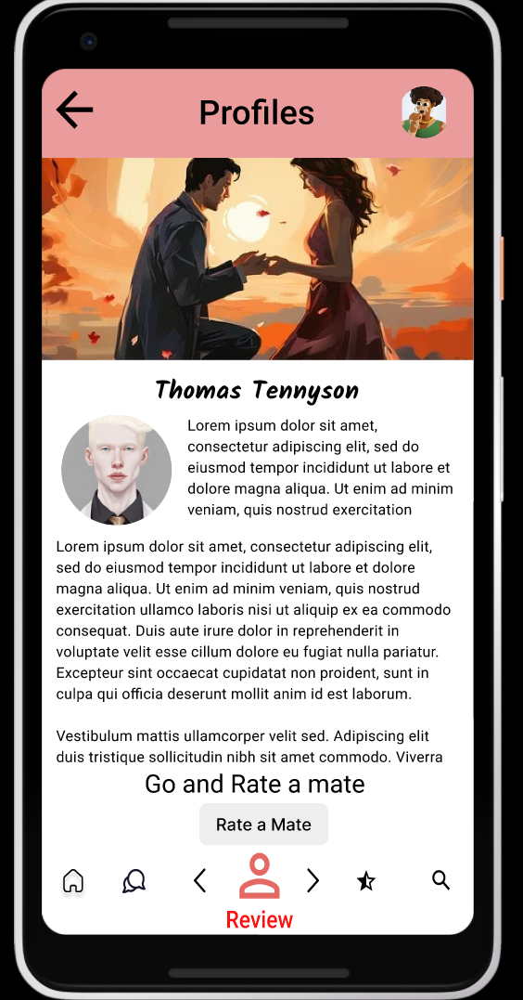 Profiles
Thomas Tennyson
Lorem ipsum dolor sit amet,
consectetur adipiscing elit, sed do
eiusmod tempor incididunt ut labore et
dolore magna aliqua. Ut enim ad minim
veniam, quis nostrud exercitation
Lorem ipsum dolor sit amet, consectetur adipiscing elit,
sed do eiusmod tempor incididunt ut labore et dolore
magna aliqua. Ut enim ad minim veniam, quis nostrud
exercitation ullamco laboris nisi ut aliquip ex ea commodo
consequat. Duis aute irure dolor in reprehenderit in
voluptate velit esse cillum dolore eu fugiat nulla pariatur.
Excepteur sint occaecat cupidatat non proident, sunt in
culpa qui officia deserunt mollit anim id est laborum.
Vestibulum mattis ullamcorper velit sed. Adipiscing elit
duis tristique sollicitudin nibh sit amet commodo. Viverra
Go and Rate a mate
Rate a Mate
Review